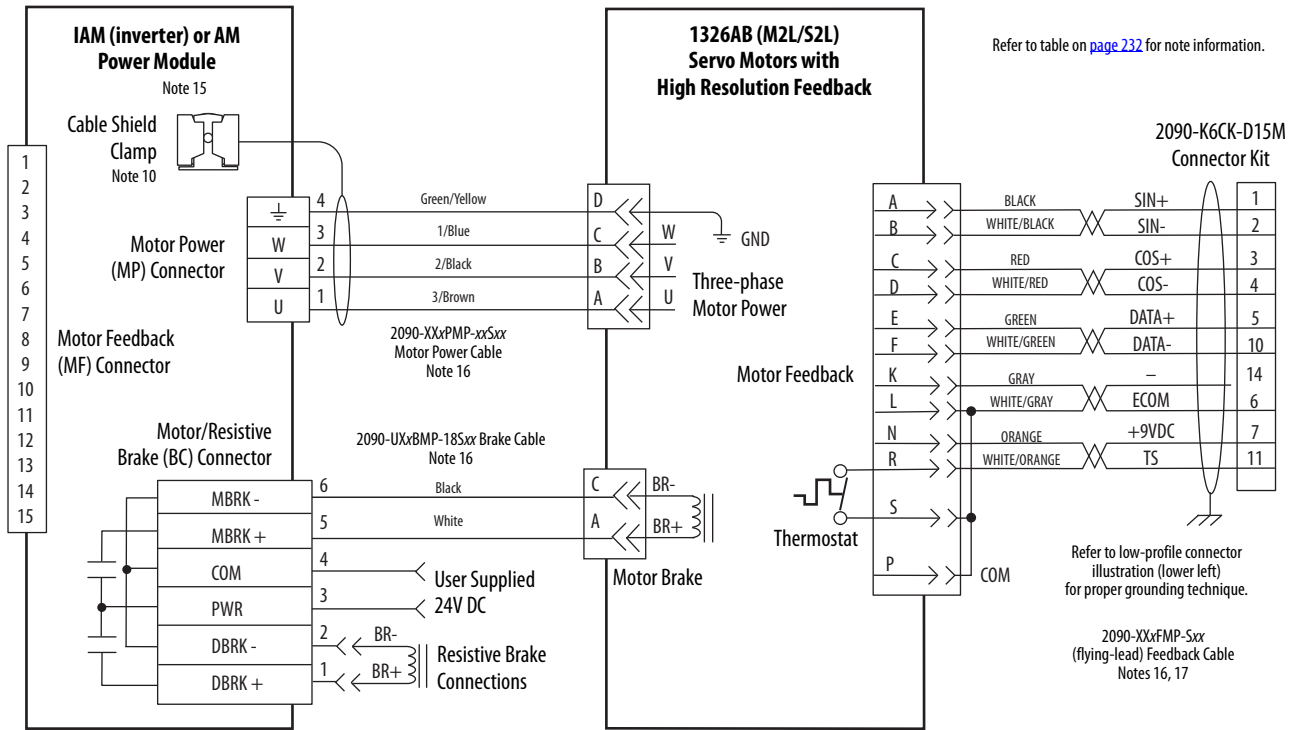 IAM (inverter) or AM
Power Module
Note 15
Cable Shield
Clamp
Note 10
1
2
3
4
5
6
7
8
9
10
11
12
13
14
15
Motor Feedback
(MF) Connector
Motor Power
(MP) Connector
W
V
U
4
3
2
1
Green/Yellow
1/Blue
2/Black
3/Brown
2090-XXxPMP-xxSxx
Motor Power Cable
Note 16
Motor/Resistive
Brake (BC) Connector
MBRK -
MBRK +
COM
PWR
DBRK -
DBRK +
6
5
4
3
2
1
2090-UXxBMP-18Sxx Brake Cable
Note 16
Black
White
User Supplied
24V DC
BR-
BR+
Resistive Brake
Connections
1326AB (M2L/S2L)
Servo Motors with
High Resolution Feedback
D
C
B
A
W
V
U
GND
Three-phase
Motor Power
C
A
BR-
BR+
Motor Brake
Motor Feedback
Thermostat
A
B
C
D
E
F
K
L
N
R
S
P
COM
Refer to table on page 232 for note information.
2090-K6CK-D15M
Connector Kit
BLACK SIN+ 1
WHITE/BLACK SIN- 2
RED COS+ 3
WHITE/RED COS- 4
GREEN DATA+ 5
WHITE/GREEN DATA- 10
GRAY – 14
WHITE/GRAY ECOM 6
ORANGE +9VDC 7
WHITE/ORANGE TS 11
Refer to low-profile connector
illustration (lower left)
for proper grounding technique.
2090-XXxFMP-Sxx
(flying-lead) Feedback Cable
Notes 16, 17